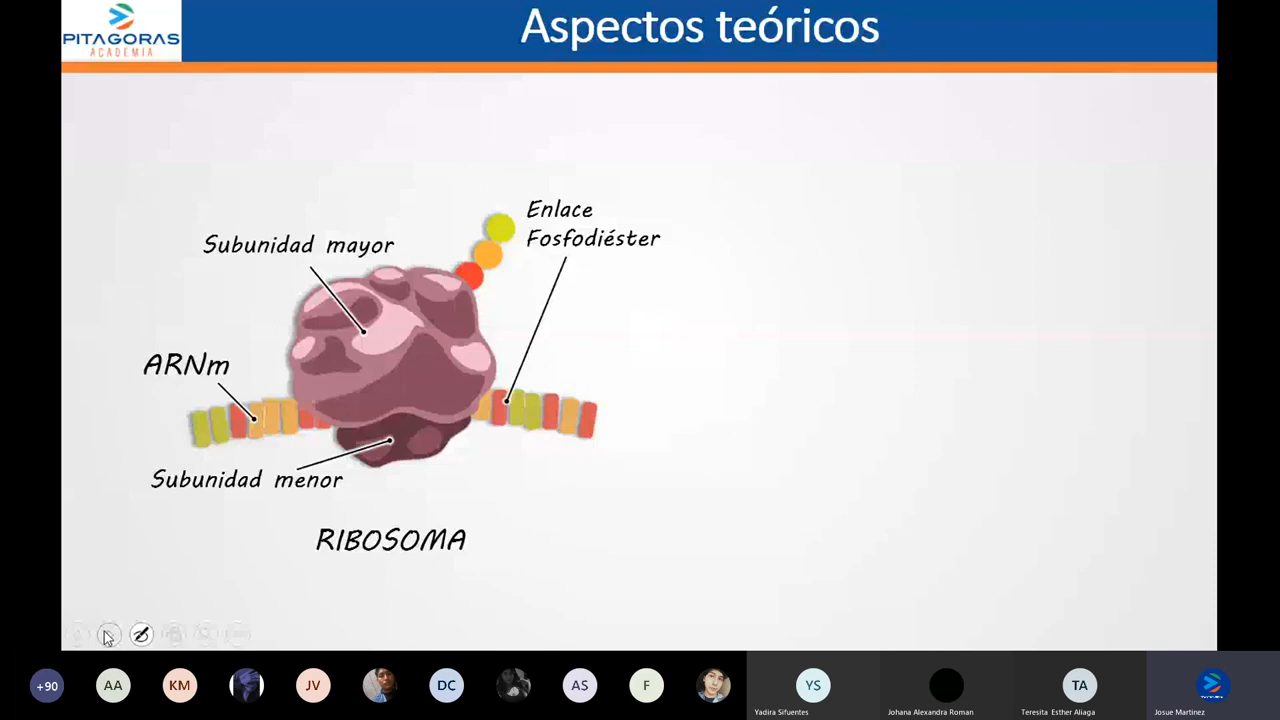 PITAGORAS
ACADEMIA
Aspectos teóricos
Enlace
Fosfodiéster
Subunidad mayor
ARNm
Subunidad menor
RIBOSOMA
+90
AA
KM
JV
DC
AS
F
YS
TA
Yadira Sifuentes
Johana Alexandra Roman
Teresita Esther Aliaga
Josue Martinez